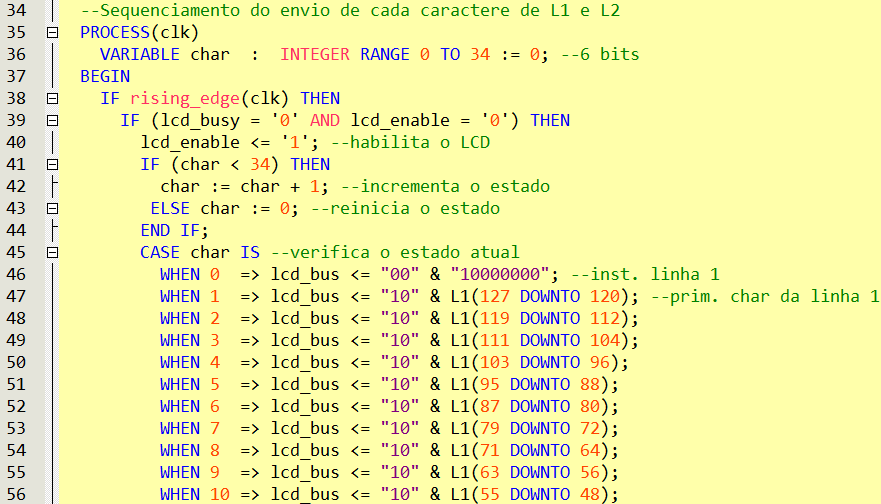 34 --Sequenciamento do envio de cada caractere de L1 e L2
35 PROCESS(clk)
36   VARIABLE char  :  INTEGER RANGE 0 TO 34 := 0; --6 bits
37 BEGIN
38   IF rising_edge(clk) THEN
39     IF (lcd_busy = '0' AND lcd_enable = '0') THEN
40       lcd_enable <= '1'; --habilita o LCD
41       IF (char < 34) THEN
42         char := char + 1; --incrementa o estado
43        ELSE char := 0; --reinicia o estado
44       END IF;
45       CASE char IS --verifica o estado atual
46         WHEN 0  => lcd_bus <= "00" & "10000000"; --inst. linha 1
47         WHEN 1  => lcd_bus <= "10" & L1(127 DOWNTO 120); --prim. char da linha 1
48         WHEN 2  => lcd_bus <= "10" & L1(119 DOWNTO 112);
49         WHEN 3  => lcd_bus <= "10" & L1(111 DOWNTO 104);
50         WHEN 4  => lcd_bus <= "10" & L1(103 DOWNTO 96);
51         WHEN 5  => lcd_bus <= "10" & L1(95 DOWNTO 88);
52         WHEN 6  => lcd_bus <= "10" & L1(87 DOWNTO 80);
53         WHEN 7  => lcd_bus <= "10" & L1(79 DOWNTO 72);
54         WHEN 8  => lcd_bus <= "10" & L1(71 DOWNTO 64);
55         WHEN 9  => lcd_bus <= "10" & L1(63 DOWNTO 56);
56         WHEN 10 => lcd_bus <= "10" & L1(55 DOWNTO 48);